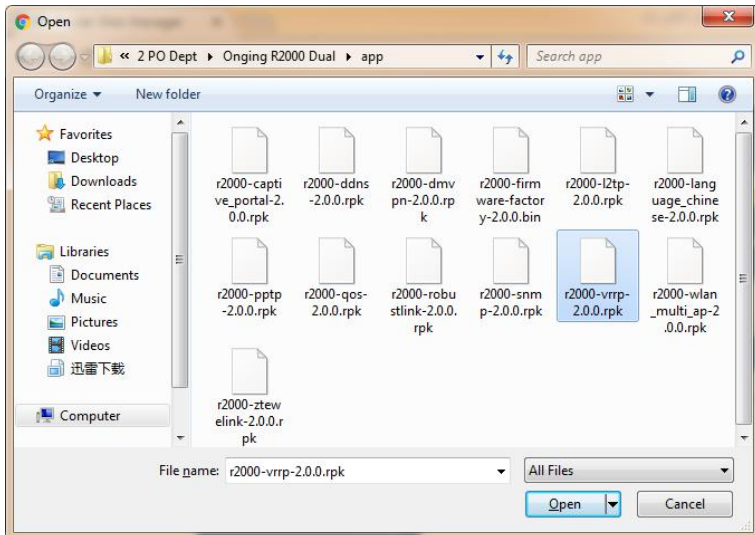 Open
« 2 PO Dept ▸ Onging R2000 Dual ▸ app
Search app
Organize
New folder
Favorites
Desktop
Downloads
Recent Places
Libraries
Documents
Music
Pictures
Videos
迅雷下载
Computer
r2000-capti
ve_portal-2.
0.0.rpk
r2000-ddns
-2.0.0.rpk
r2000-dmv
pn-2.0.0.rp
k
r2000-firm
ware-factor
y-2.0.0.bin
r2000-l2tp-
2.0.0.rpk
r2000-lang
uage_chine
se-2.0.0.rpk
r2000-pptp
-2.0.0.rpk
r2000-qos-
2.0.0.rpk
r2000-robu
stlink-2.0.0.
rpk
r2000-snm
p-2.0.0.rpk
r2000-vrrp-
2.0.0.rpk
r2000-wlan
_multi_ap-2
.0.0.rpk
r2000-ztew
elink-2.0.0.r
pk
File name: r2000-vrrp-2.0.0.rpk
All Files
Open
Cancel